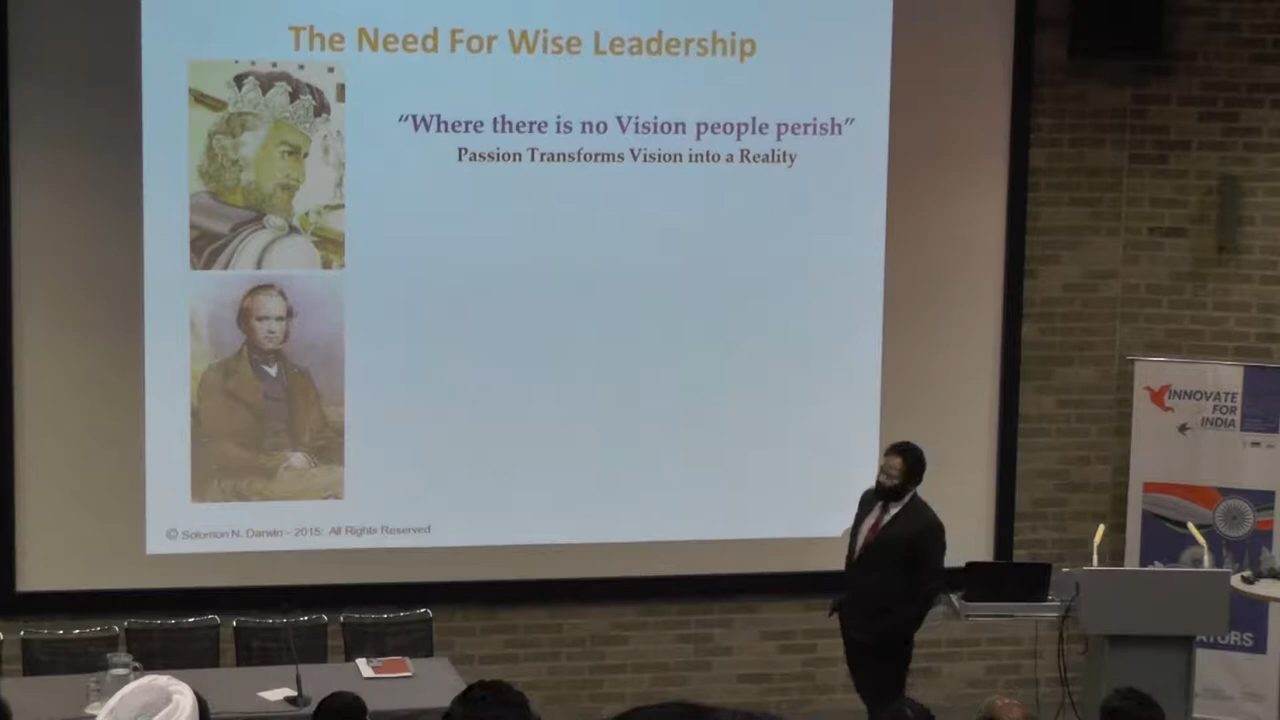 The Need For Wise Leadership
“Where there is no Vision people perish”
Passion Transforms Vision into a Reality
© Solomon N. Darwin – 2015: All Rights Reserved
INNOVATE
FOR
INDIA